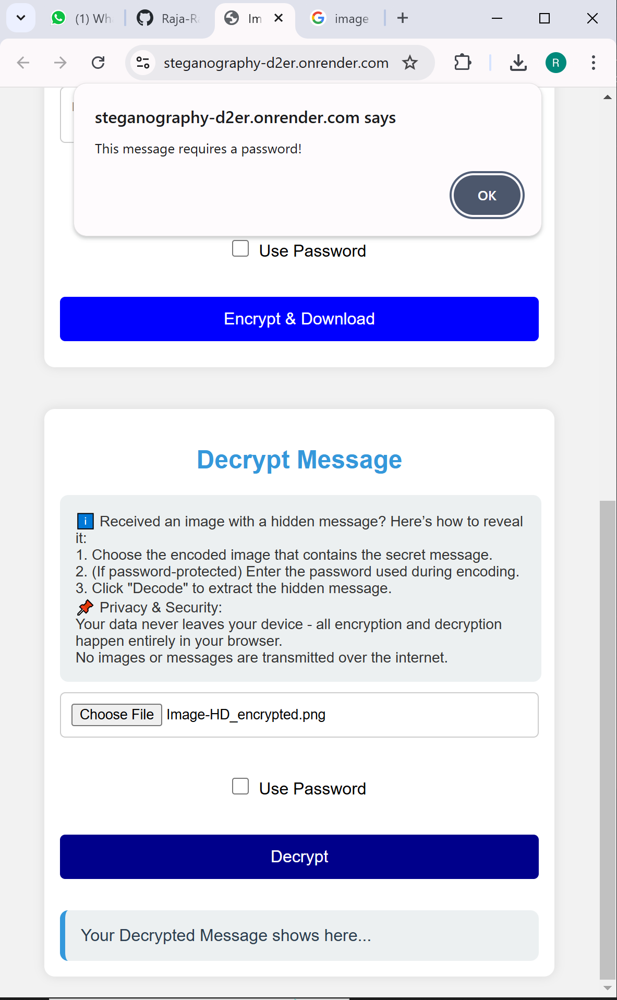 (1) Wh
Raja-Ra
Im
image
steganography-d2er.onrender.com
R
steganography-d2er.onrender.com says
This message requires a password!
OK
Use Password
Encrypt & Download
Decrypt Message
i Received an image with a hidden message? Here’s how to reveal
it:
1. Choose the encoded image that contains the secret message.
2. (If password-protected) Enter the password used during encoding.
3. Click "Decode" to extract the hidden message.
📌 Privacy & Security:
Your data never leaves your device - all encryption and decryption
happen entirely in your browser.
No images or messages are transmitted over the internet.
Choose File Image-HD_encrypted.png
Use Password
Decrypt
Your Decrypted Message shows here...